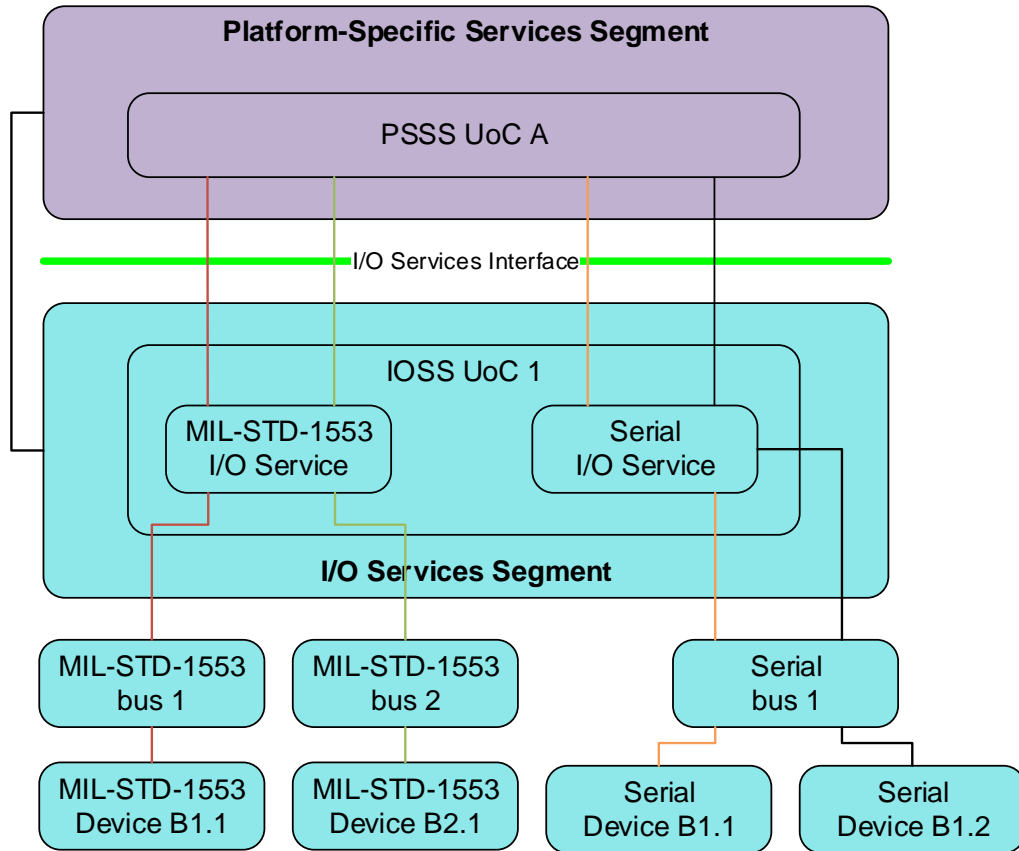 Platform-Specific Services Segment
PSSS UoC A
I/O Services Interface
IOSS UoC 1
MIL-STD-1553
I/O Service
Serial
I/O Service
I/O Services Segment
MIL-STD-1553
bus 1
MIL-STD-1553
bus 2
Serial
bus 1
MIL-STD-1553
Device B1.1
MIL-STD-1553
Device B2.1
Serial
Device B1.1
Serial
Device B1.2